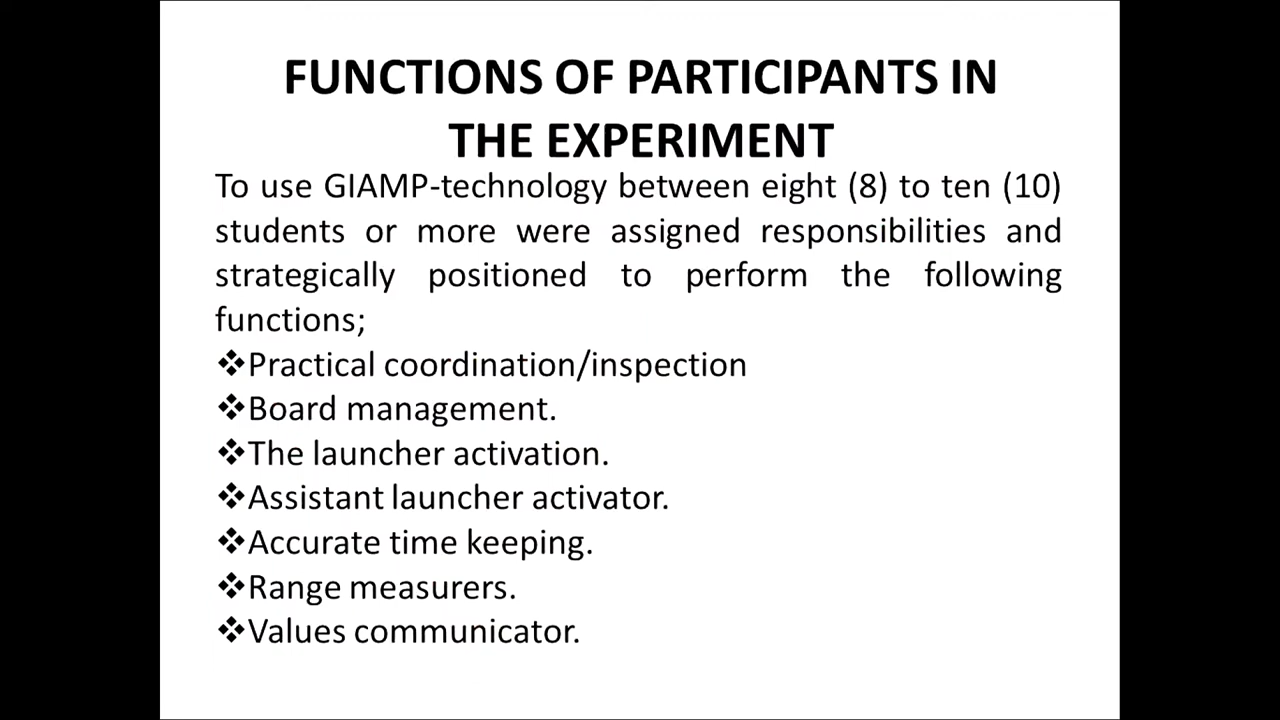 FUNCTIONS OF PARTICIPANTS IN
THE EXPERIMENT
To use GIAMP-technology between eight (8) to ten (10)
students or more were assigned responsibilities and
strategically positioned to perform the following
functions;
❖Practical coordination/inspection
❖Board management.
❖The launcher activation.
❖Assistant launcher activator.
❖Accurate time keeping.
❖Range measurers.
❖Values communicator.